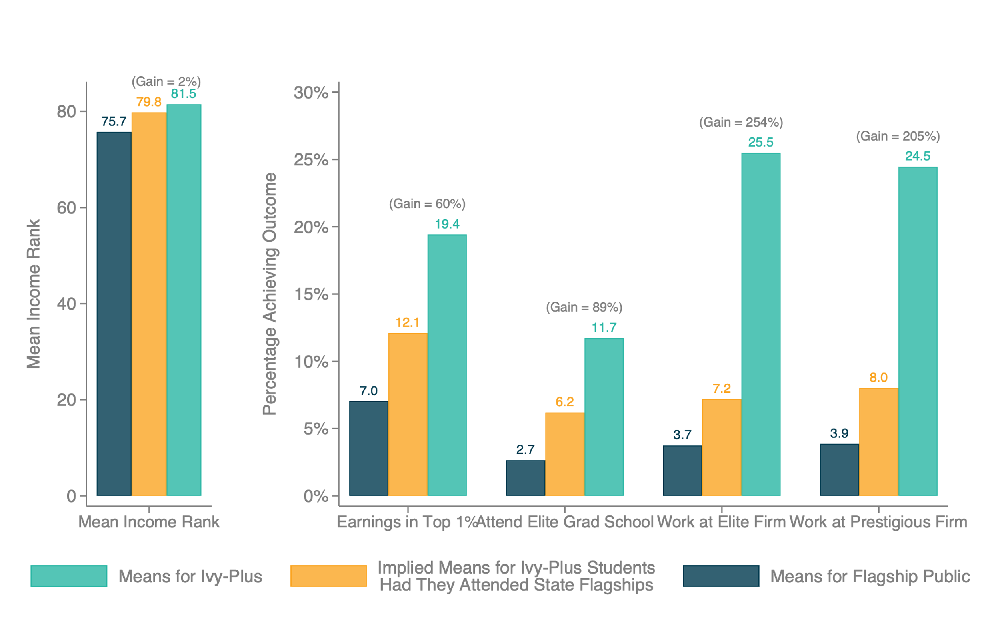 Mean Income Rank
80
60
40
20
0
(Gain = 2%)
75.7
79.8
81.5
Mean Income Rank
Percentage Achieving Outcome
30%
25%
20%
15%
10%
5%
0%
(Gain = 60%)
7.0
12.1
19.4
(Gain = 89%)
2.7
6.2
11.7
(Gain = 254%)
3.7
7.2
25.5
(Gain = 205%)
3.9
8.0
24.5
Earnings in Top 1%
Attend Elite Grad School
Work at Elite Firm
Work at Prestigious Firm
Means for Ivy-Plus
Implied Means for Ivy-Plus Students
Had They Attended State Flagships
Means for Flagship Public